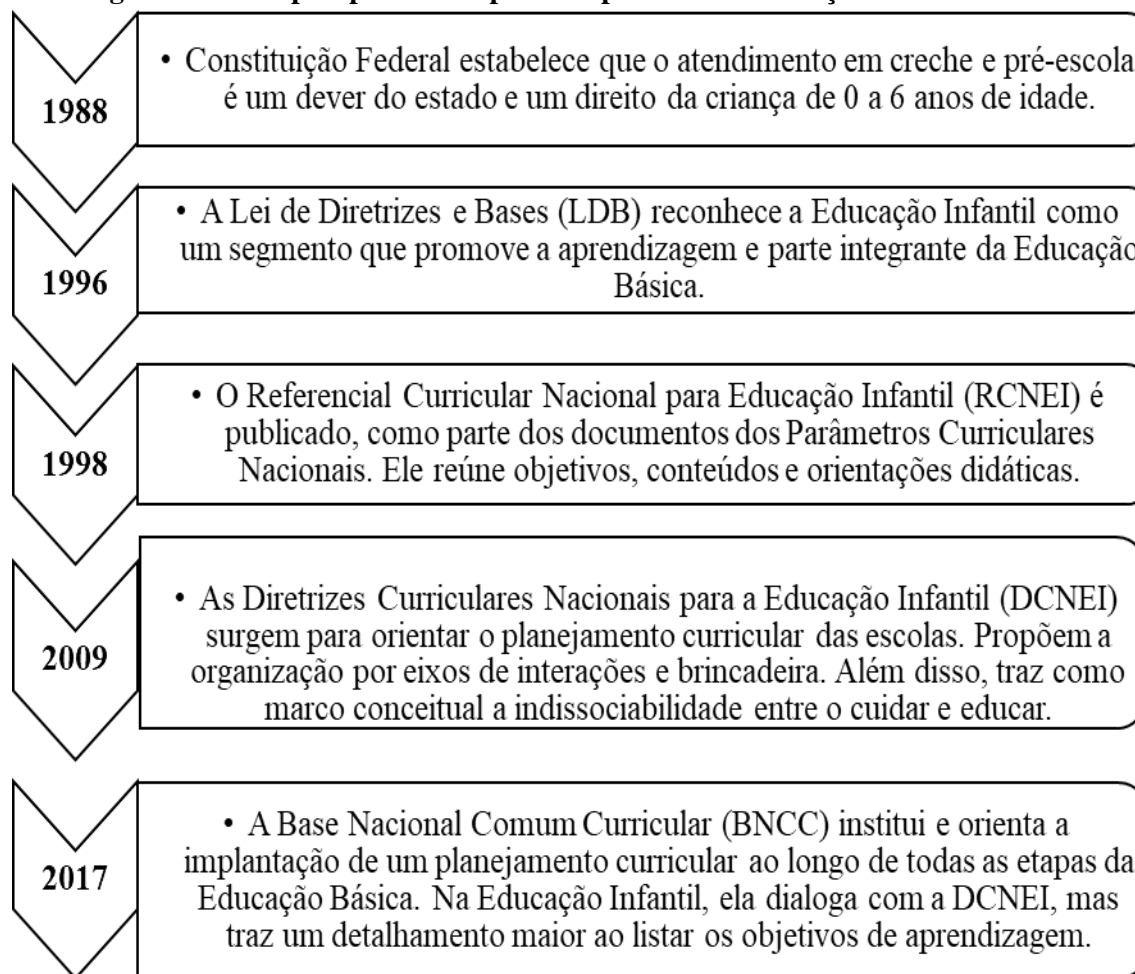 1988
• Constituição Federal estabelece que o atendimento em creche e pré-escola
é um dever do estado e um direito da criança de 0 a 6 anos de idade.
1996
• A Lei de Diretrizes e Bases (LDB) reconhece a Educação Infantil como
um segmento que promove a aprendizagem e parte integrante da Educação
Básica.
1998
• O Referencial Curricular Nacional para Educação Infantil (RCNEI) é
publicado, como parte dos documentos dos Parâmetros Curriculares
Nacionais. Ele reúne objetivos, conteúdos e orientações didáticas.
2009
• As Diretrizes Curriculares Nacionais para a Educação Infantil (DCNEI)
surgem para orientar o planejamento curricular das escolas. Propõem a
organização por eixos de interações e brincadeira. Além disso, traz como
marco conceitual a indissociabilidade entre o cuidar e educar.
2017
• A Base Nacional Comum Curricular (BNCC) institui e orienta a
implantação de um planejamento curricular ao longo de todas as etapas da
Educação Básica. Na Educação Infantil, ela dialoga com a DCNEI, mas
traz um detalhamento maior ao listar os objetivos de aprendizagem.